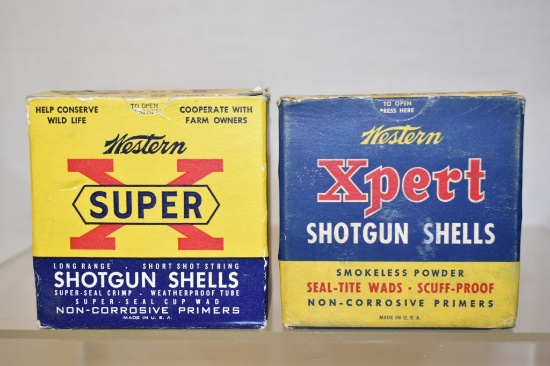 HELP CONSERVE WILD LIFE
TO OPEN
COOPERATE WITH FARM OWNERS
Western
SUPER X
LONG RANGE · SHORT SHOT STRING
SHOTGUN SHELLS
SUPER-SEAL CRIMP · WEATHERPROOF TUBE
SUPER-SEAL CUP WAD
NON-CORROSIVE PRIMERS
MADE IN U.S.A.
TO OPEN
PRESS HERE
Western
Xpert
SHOTGUN SHELLS
SMOKELESS POWDER
SEAL-TITE WADS · SCUFF-PROOF
NON-CORROSIVE PRIMERS
MADE IN U.S.A.